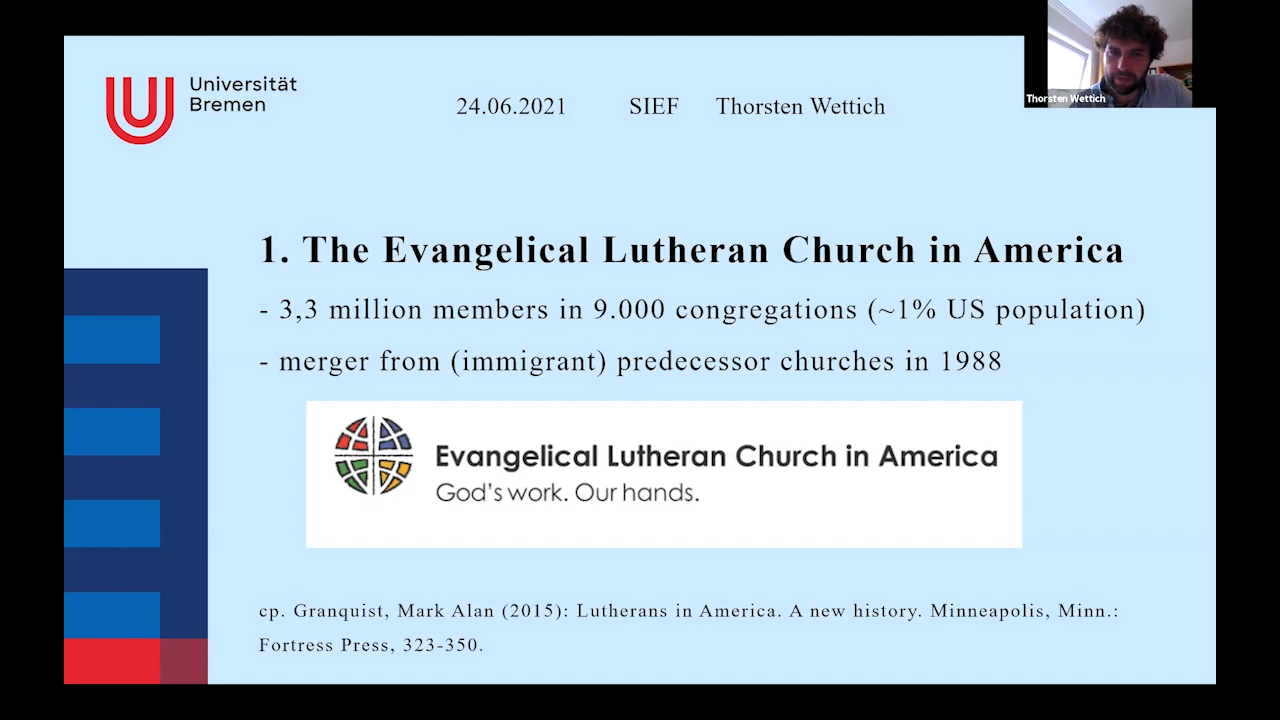 Universität
Bremen
24.06.2021 SIEF Thorsten Wettich
Thorsten Wettich
1. The Evangelical Lutheran Church in America
- 3,3 million members in 9.000 congregations (~1% US population)
- merger from (immigrant) predecessor churches in 1988
Evangelical Lutheran Church in America
God's work. Our hands.
cp. Granquist, Mark Alan (2015): Lutherans in America. A new history. Minneapolis, Minn.:
Fortress Press, 323-350.